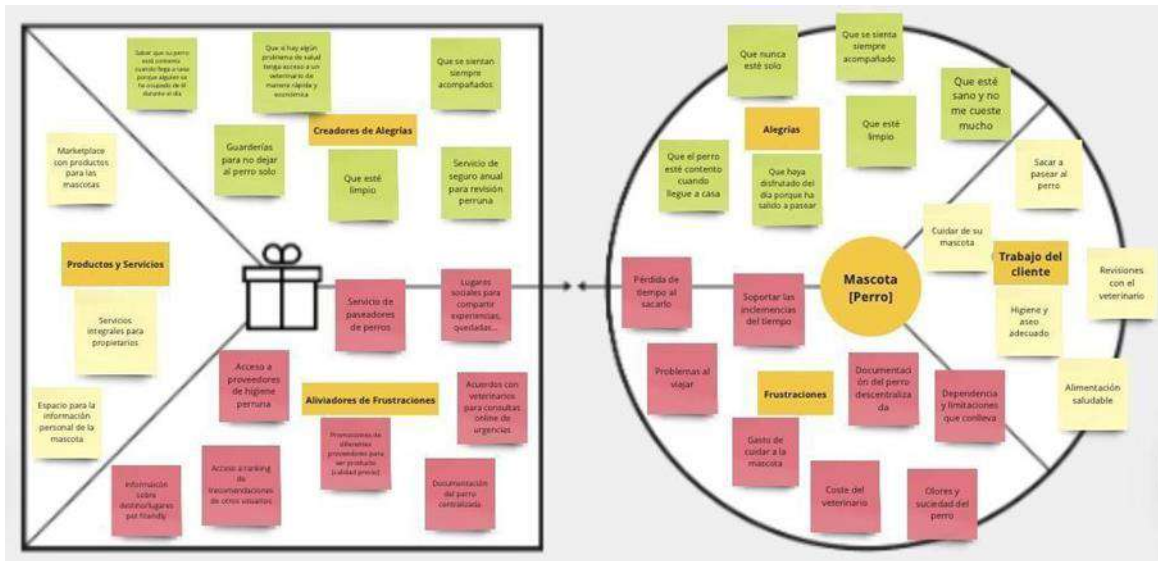 Saber que su perro
está contento
cuando llega a casa
porque alguien se
ha ocupado de él
durante el día
Que si hay algún
problema de salud
tenga acceso a un
veterinario de
manera rápida y
económica
Que se sientan
siempre
acompañados
Creadores de Alegrías
Guarderías
para no dejar
al perro solo
Que esté
limpio
Servicio de
seguro anual
para revisión
perruna
Marketplace
con productos
para las
mascotas
Productos y Servicios
Servicios
integrales para
propietarios
Espacio para la
información
personal de la
mascota
Servicio de
paseadores
de perros
Lugares
sociales para
compartir
experiencias,
quedadas...
Acceso a
proveedores
de higiene
perruna
Aliviadores de Frustraciones
Acuerdos con
veterinarios
para consultas
online de
urgencias
Promociones de
diferentes
proveedores para
ser producto
(calidad precio)
Información
sobre
destinos/lugares
pet friendly
Acceso a ranking
de
recomendaciones
de otros usuarios
Documentación
del perro
centralizada
Que nunca
esté solo
Que se sienta
siempre
acompañado
Que esté
sano y no
me cueste
mucho
Alegrías
Que esté
limpio
Que el perro
esté contento
cuando
llegue a casa
Que haya
disfrutado del
día porque ha
salido a pasear
Sacar a
pasear al
perro
Cuidar de su
mascota
Trabajo del
cliente
Revisiones
con el
veterinario
Higiene y
aseo
adecuado
Alimentación
saludable
Mascota
[Perro]
Pérdida de
tiempo al
sacarlo
Soportar las
inclemencias
del tiempo
Problemas al
viajar
Frustraciones
Documentaci
ón del perro
descentraliza
da
Dependencia
y limitaciones
que conlleva
Gasto de
cuidar a la
mascota
Coste del
veterinario
Olores y
suciedad del
perro